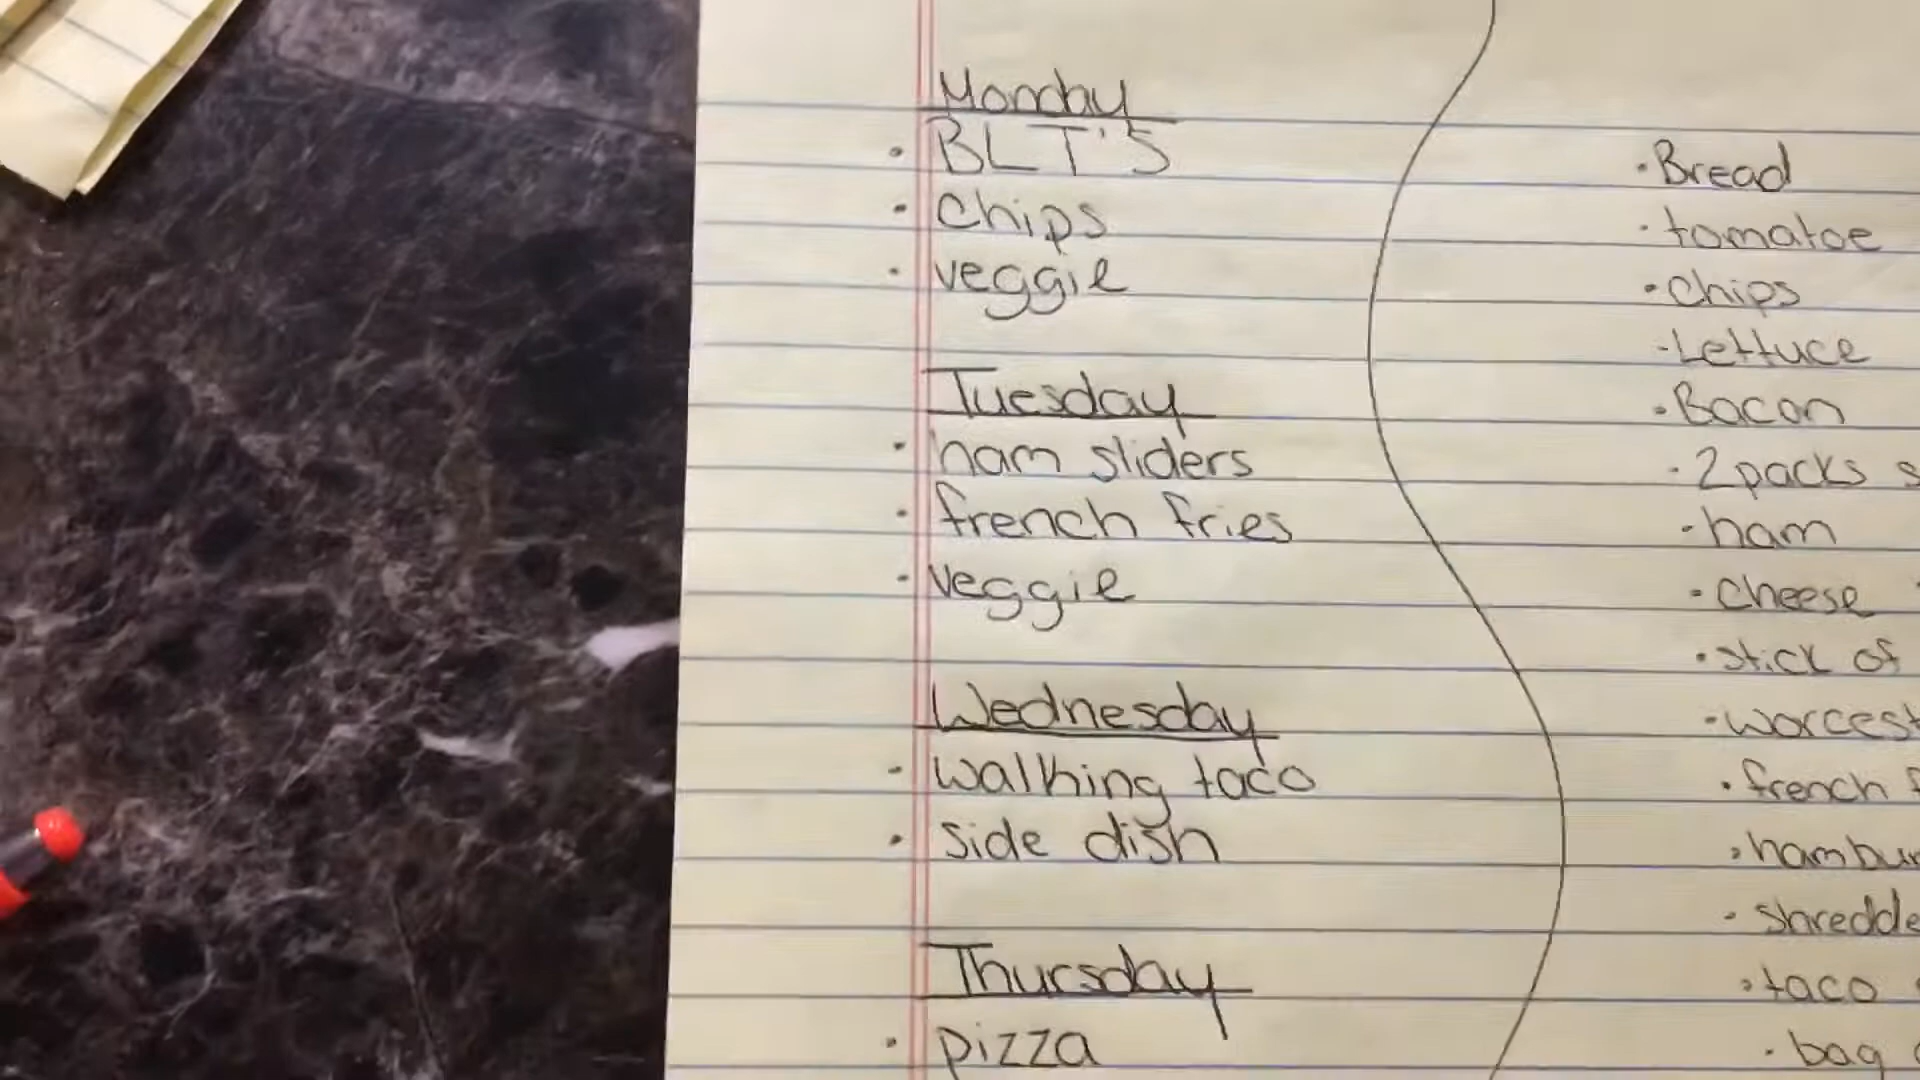 Monday
· BLT's
· Chips
· veggie
Tuesday
· ham sliders
· french fries
· veggie
Wednesday
- walking taco
· side dish
Thursday
· pizza
· Bread
· tomatoe
· Chips
- Lettuce
· Bacon
· 2 packs
· ham
· Cheese
· stick of
· french
· taco
· bag